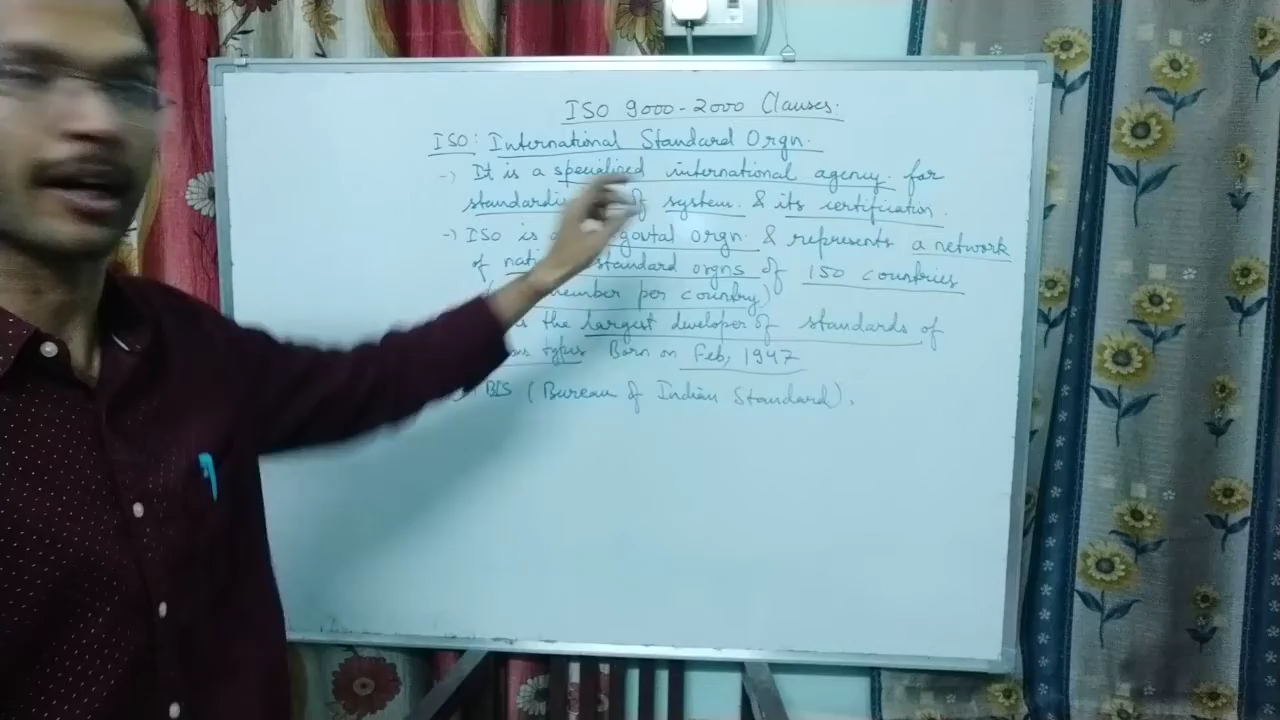 ISO 9000-2000 Clauses.
ISO: International Standard Orgn.
→ It is a specialized international agency for
of system & its certification.
→ ISO is govtal orgn. & represents a network
of standard orgns of 150 countries
member per country)
is the largest developer of standards of
types Born on Feb, 1947
BIS (Bureau of Indian Standard).